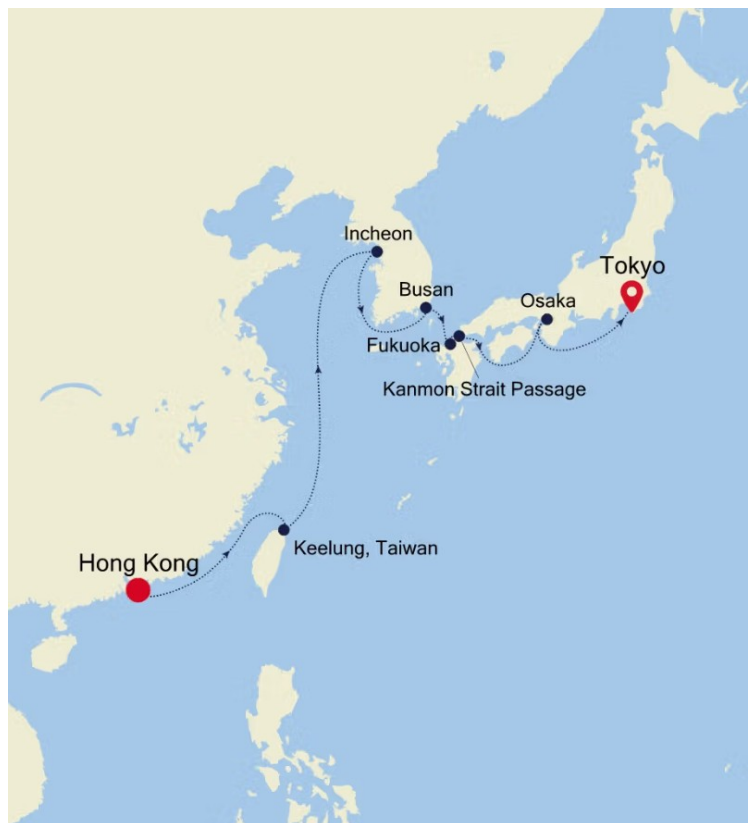 Incheon
Tokyo
Busan
Osaka
Fukuoka
Kanmon Strait Passage
Keelung, Taiwan
Hong Kong